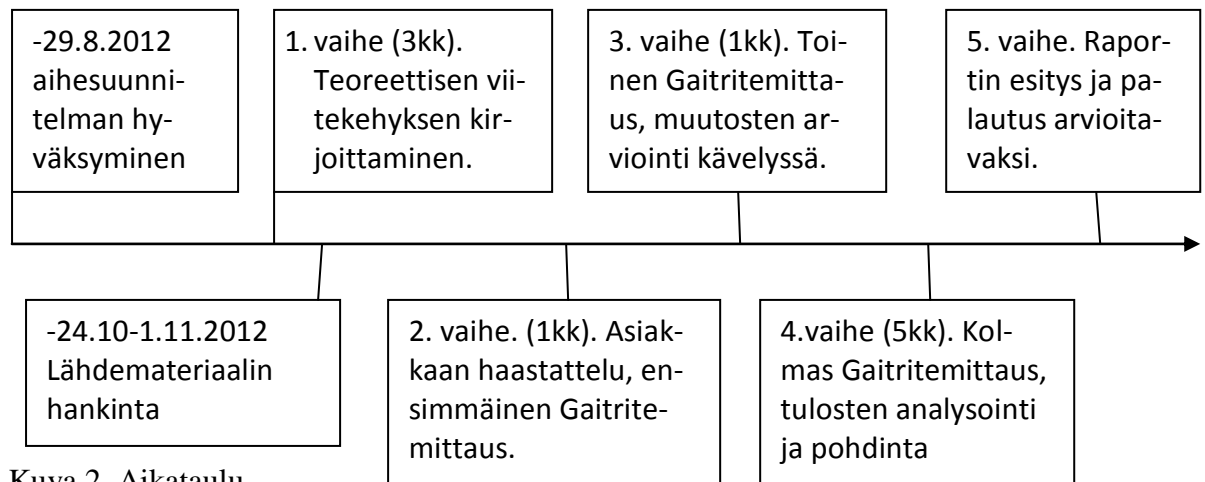 -29.8.2012
aihesuunni-
telman hy-
väksyminen
1. vaihe (3kk).
Teoreettisen vii-
tekehyksen kir-
joittaminen.
3. vaihe (1kk). Toi-
nen Gaitritemitta-
us, muutosten ar-
viointi kävelyssä.
5. vaihe. Rapor-
tin esitys ja pa-
lautus arvioita-
vaksi.
-24.10-1.11.2012
Lähdemateriaalin
hankinta
2. vaihe. (1kk). Asiak-
kaan haastattelu, en-
simmäinen Gaitrite-
mittaus.
4.vaihe (5kk). Kol-
mas Gaitritemittaus,
tulosten analysointi
ja pohdinta
Kuva 2. Aikataulu